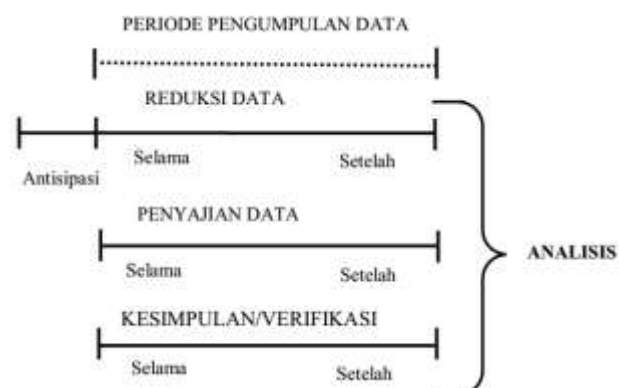 PERIODE PENGUMPULAN DATA
REDUKSI DATA
Selama Setelah
Antisipasi
PENYAJIAN DATA
Selama Setelah
ANALISIS
KESIMPULAN/VERIFIKASI
Selama Setelah